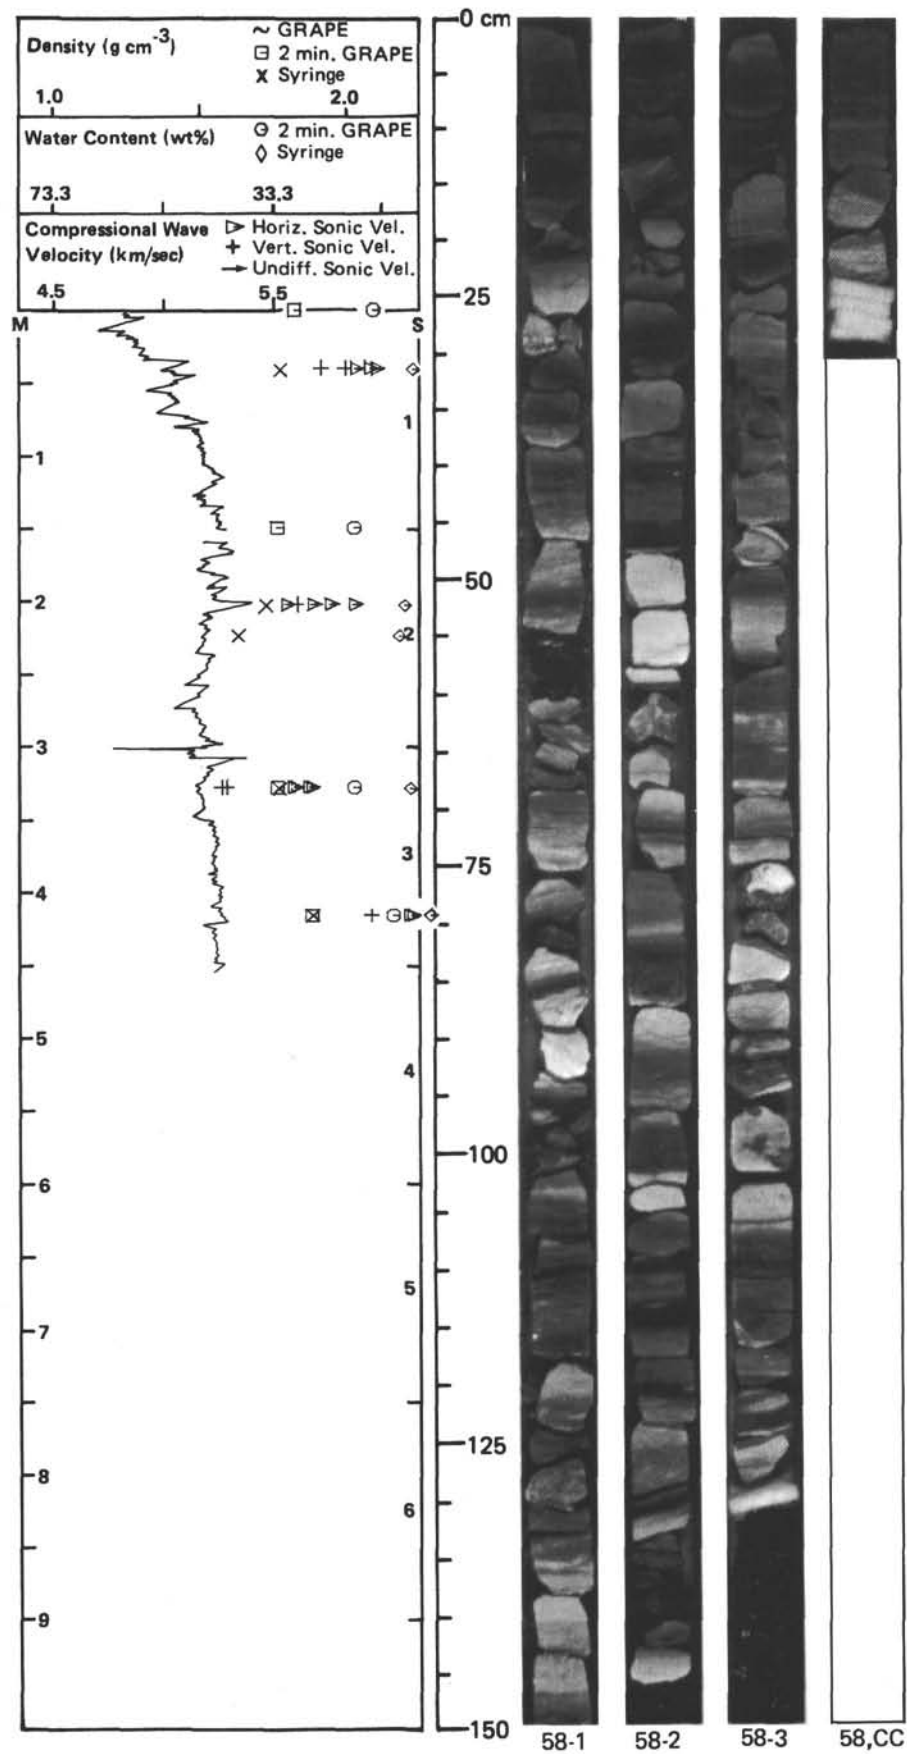 Density (g cm-3)
~ GRAPE
2 min. GRAPE
x Syringe
1.0 2.0
Water Content (wt%)
2 min. GRAPE
◇ Syringe
73.3 33.3
Compressional Wave
Velocity (km/sec)
Horiz. Sonic Vel.
+ Vert. Sonic Vel.
Undiff. Sonic Vel.
4.5 5.5
M S
1
2
3
4
5
6
7
8
9
1
2
3
4
5
6
0 cm
25
50
75
100
125
150
58-1 58-2 58-3 58,CC